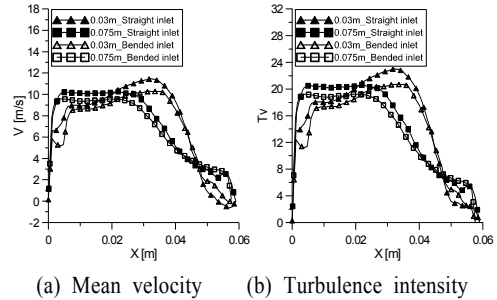 (a)
(b)
0.03m_Straight inlet
0.075m_Straight inlet
0.03m_Bended inlet
0.075m_Bended inlet
0.03m_Straight inlet
0.075m_Straight inlet
0.03m_Bended inlet
0.075m_Bended inlet
V [m/s]
18
16
14
12
10
8
6
4
2
0
-2
0
0.02
0.04
0.06
X [m]
Tv
36
32
28
24
20
16
12
8
4
0
0
0.02
0.04
0.06
X [m]
(a) Mean velocity
(b) Turbulence intensity